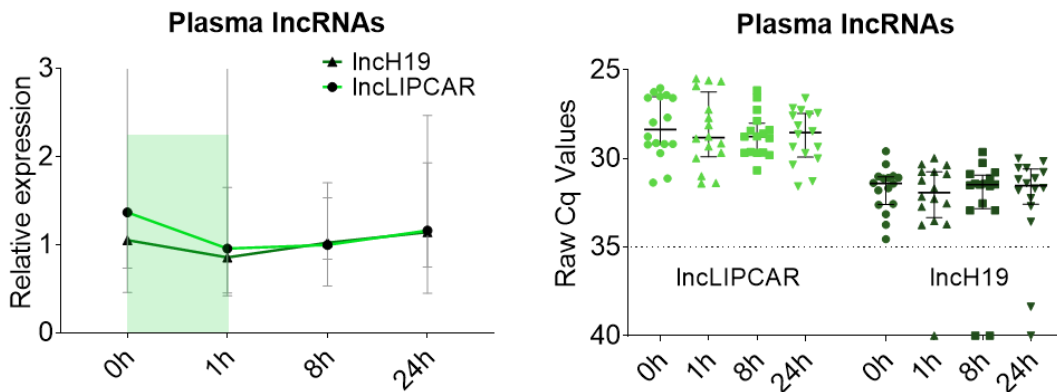 Plasma lncRNAs
Relative expression
3
2
1
0
lncH19
lncLIPCAR
0h
1h
8h
24h
Plasma lncRNAs
Raw Cq Values
25
30
35
40
lncLIPCAR
lncH19
0h
1h
8h
24h
0h
1h
8h
24h